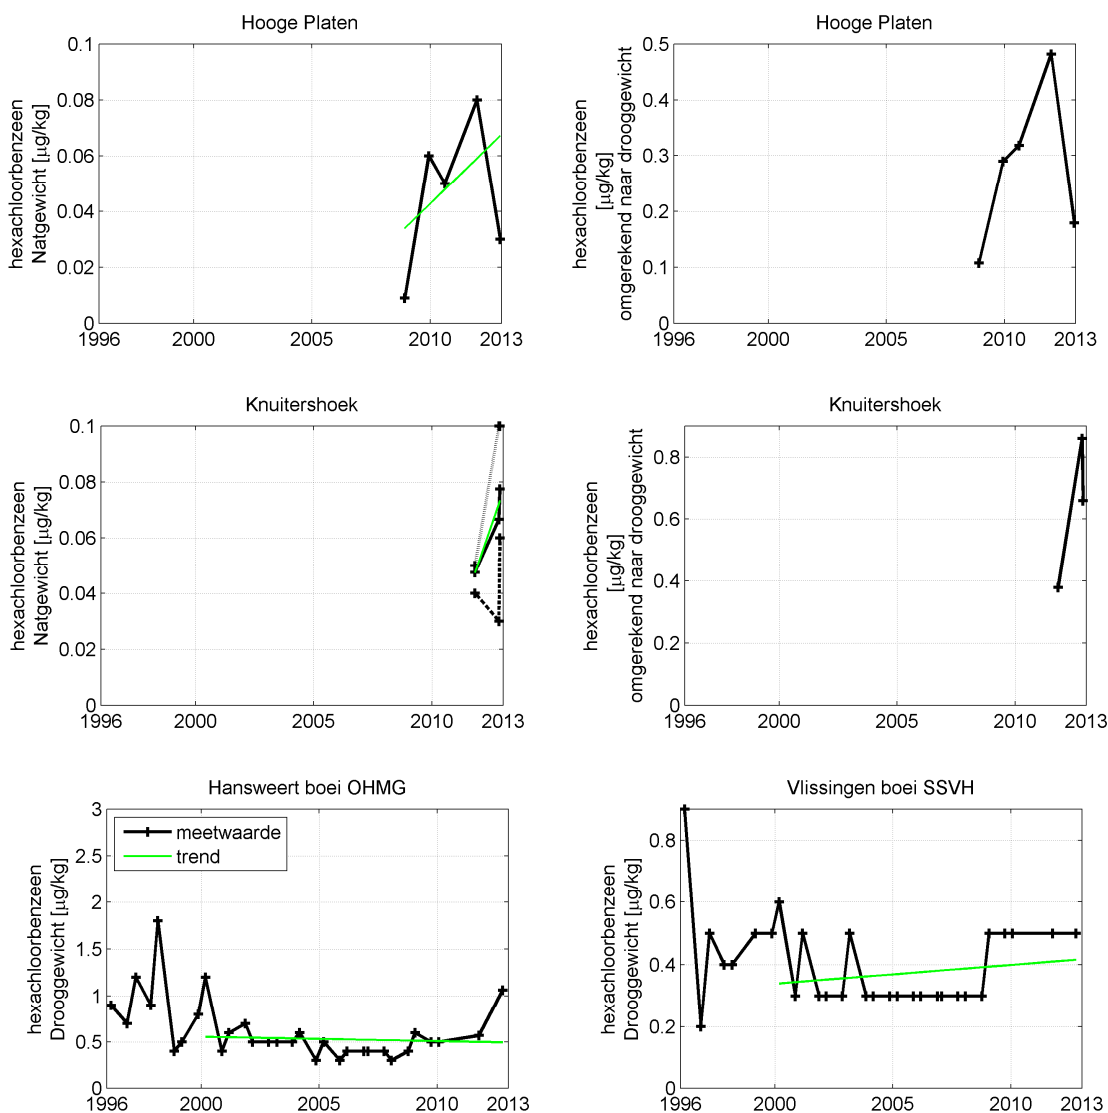 Hooge Platen
hexachloorbenzeen
Natgewicht [µg/kg]
0.1
0.08
0.06
0.04
0.02
0
1996 2000 2005 2010 2013
Hooge Platen
hexachloorbenzeen
[µg/kg]
omgerekend naar drooggewicht
0.5
0.4
0.3
0.2
0.1
0
1996 2000 2005 2010 2013
Knuitershoek
hexachloorbenzeen
Natgewicht [µg/kg]
0.1
0.08
0.06
0.04
0.02
0
1996 2000 2005 2010 2013
Knuitershoek
hexachloorbenzeen
[µg/kg]
omgerekend naar drooggewicht
0.8
0.6
0.4
0.2
0
1996 2000 2005 2010 2013
Hansweert boei OHMG
hexachloorbenzeen
Drooggewicht [µg/kg]
3
2.5
2
1.5
1
0.5
0
meetwaarde
trend
1996 2000 2005 2010 2013
Vlissingen boei SSVH
hexachloorbenzeen
Drooggewicht [µg/kg]
0.8
0.6
0.4
0.2
0
1996 2000 2005 2010 2013